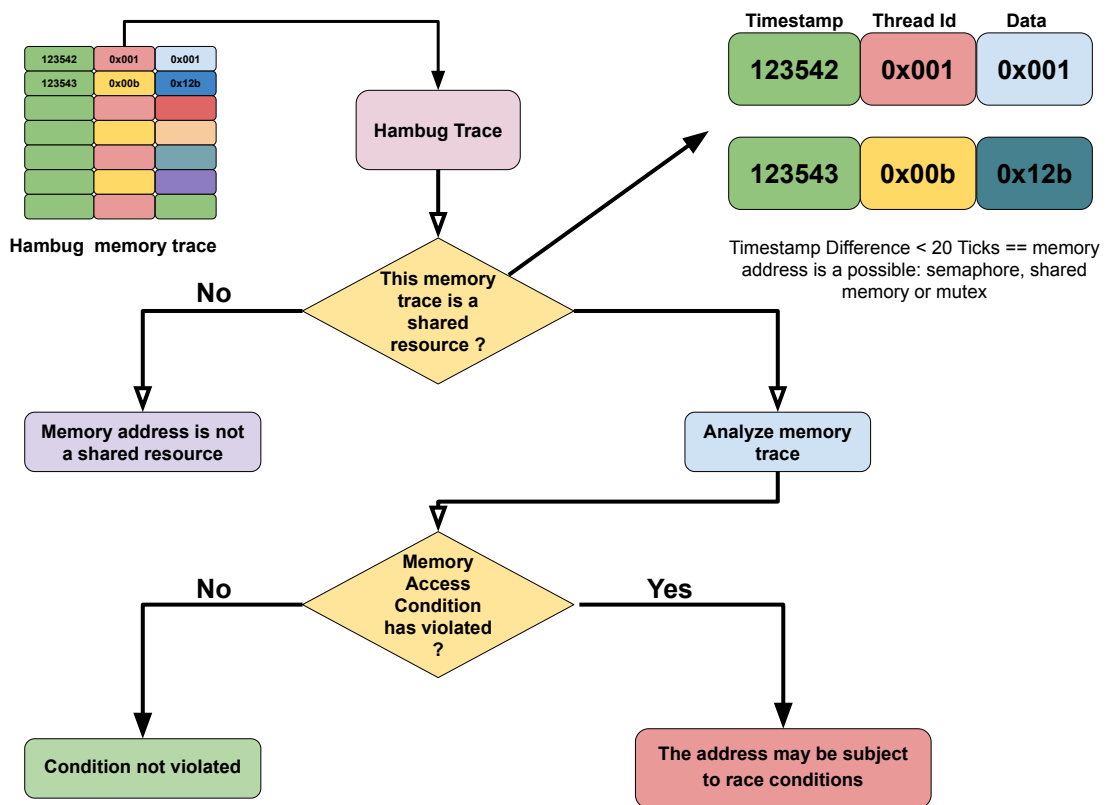 123542 0x001 0x001
123543 0x00b 0x12b
Hambug memory trace
Hambug Trace
Timestamp Thread Id Data
123542 0x001 0x001
123543 0x00b 0x12b
Timestamp Difference < 20 Ticks == memory
address is a possible: semaphore, shared
memory or mutex
This memory
trace is a
shared
resource ?
No
Memory address is not
a shared resource
Analyze memory
trace
Memory
Access
Condition
has violated
?
No
Yes
Condition not violated
The address may be subject
to race conditions